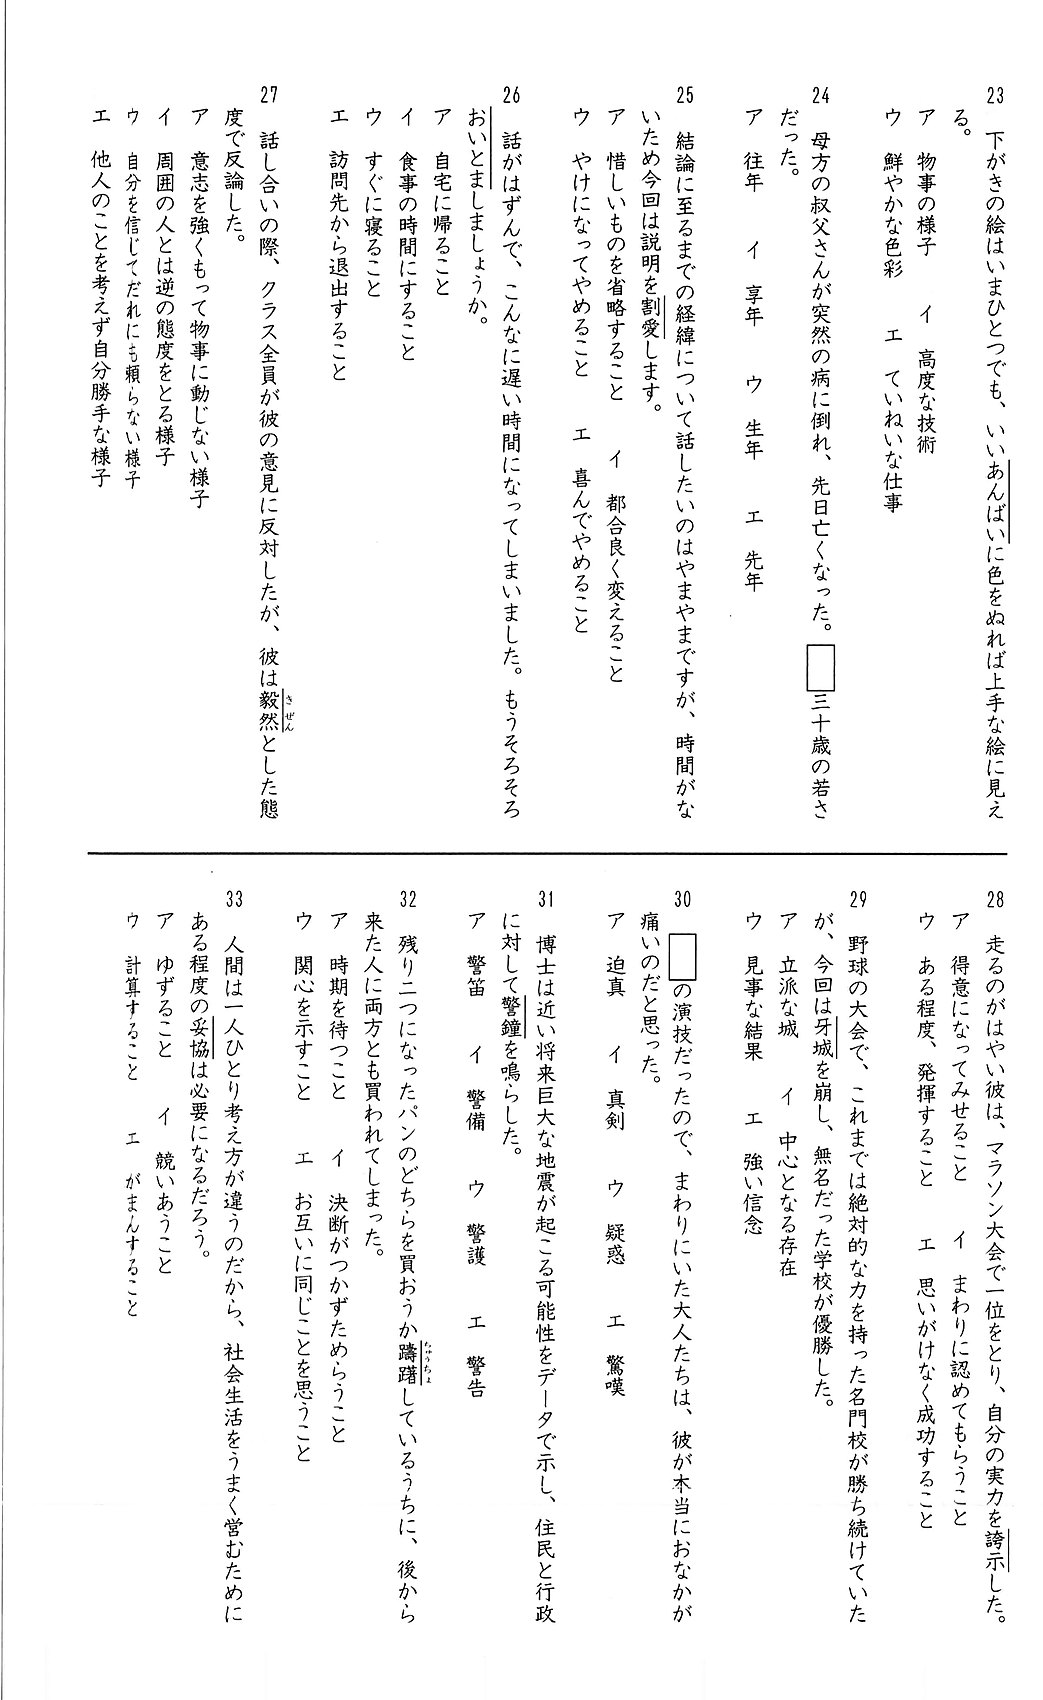 23 下がきの絵はいまひとつでも、いいあんばいに色をぬれば上手な絵に見え
る。
ア 物事の様子 イ 高度な技術
ウ 鮮やかな色彩 エ ていねいな仕事
24 母方の叔父さんが突然の病に倒れ、先日亡くなった。□三十歳の若さ
だった。
ア 往年 イ 享年 ウ 生年 エ 先年
25 結論に至るまでの経緯について話したいのはやまやまですが、時間がな
いため今回は説明を割愛します。
ア 惜しいものを省略すること イ 都合良く変えること
ウ やけになってやめること エ 喜んでやめること
26 話がはずんで、こんなに遅い時間になってしまいました。もうそろそろ
おいとましましょうか。
ア 自宅に帰ること
イ 食事の時間にすること
ウ すぐに寝ること
エ 訪問先から退出すること
27 話し合いの際、クラス全員が彼の意見に反対したが、彼は毅然とした態
きぜん
度で反論した。
ア 意志を強くもって物事に動じない様子
イ 周囲の人とは逆の態度をとる様子
ウ 自分を信じてだれにも頼らない様子
エ 他人のことを考えず自分勝手な様子
28 走るのがはやい彼は、マラソン大会で一位をとり、自分の実力を誇示した。
ア 得意になってみせること イ まわりに認めてもらうこと
ウ ある程度、発揮すること エ 思いがけなく成功すること
29 野球の大会で、これまでは絶対的な力を持った名門校が勝ち続けていた
が、今回は牙城を崩し、無名だった学校が優勝した。
ア 立派な城 イ 中心となる存在
ウ 見事な結果 エ 強い信念
30 □の演技だったので、まわりにいた大人たちは、彼が本当におなかが
痛いのだと思った。
ア 迫真 イ 真剣 ウ 疑惑 エ 驚嘆
31 博士は近い将来巨大な地震が起こる可能性をデータで示し、住民と行政
に対して警鐘を鳴らした。
ア 警笛 イ 警備 ウ 警護 エ 警告
32 残り二つになったパンのどちらを買おうか躊躇しているうちに、後から
ちゅうちょ
来た人に両方とも買われてしまった。
ア 時期を待つこと イ 決断がつかずためらうこと
ウ 関心を示すこと エ お互いに同じことを思うこと
33 人間は一人ひとり考え方が違うのだから、社会生活をうまく営むために
ある程度の妥協は必要になるだろう。
ア ゆずること イ 競いあうこと
ウ 計算すること エ がまんすること